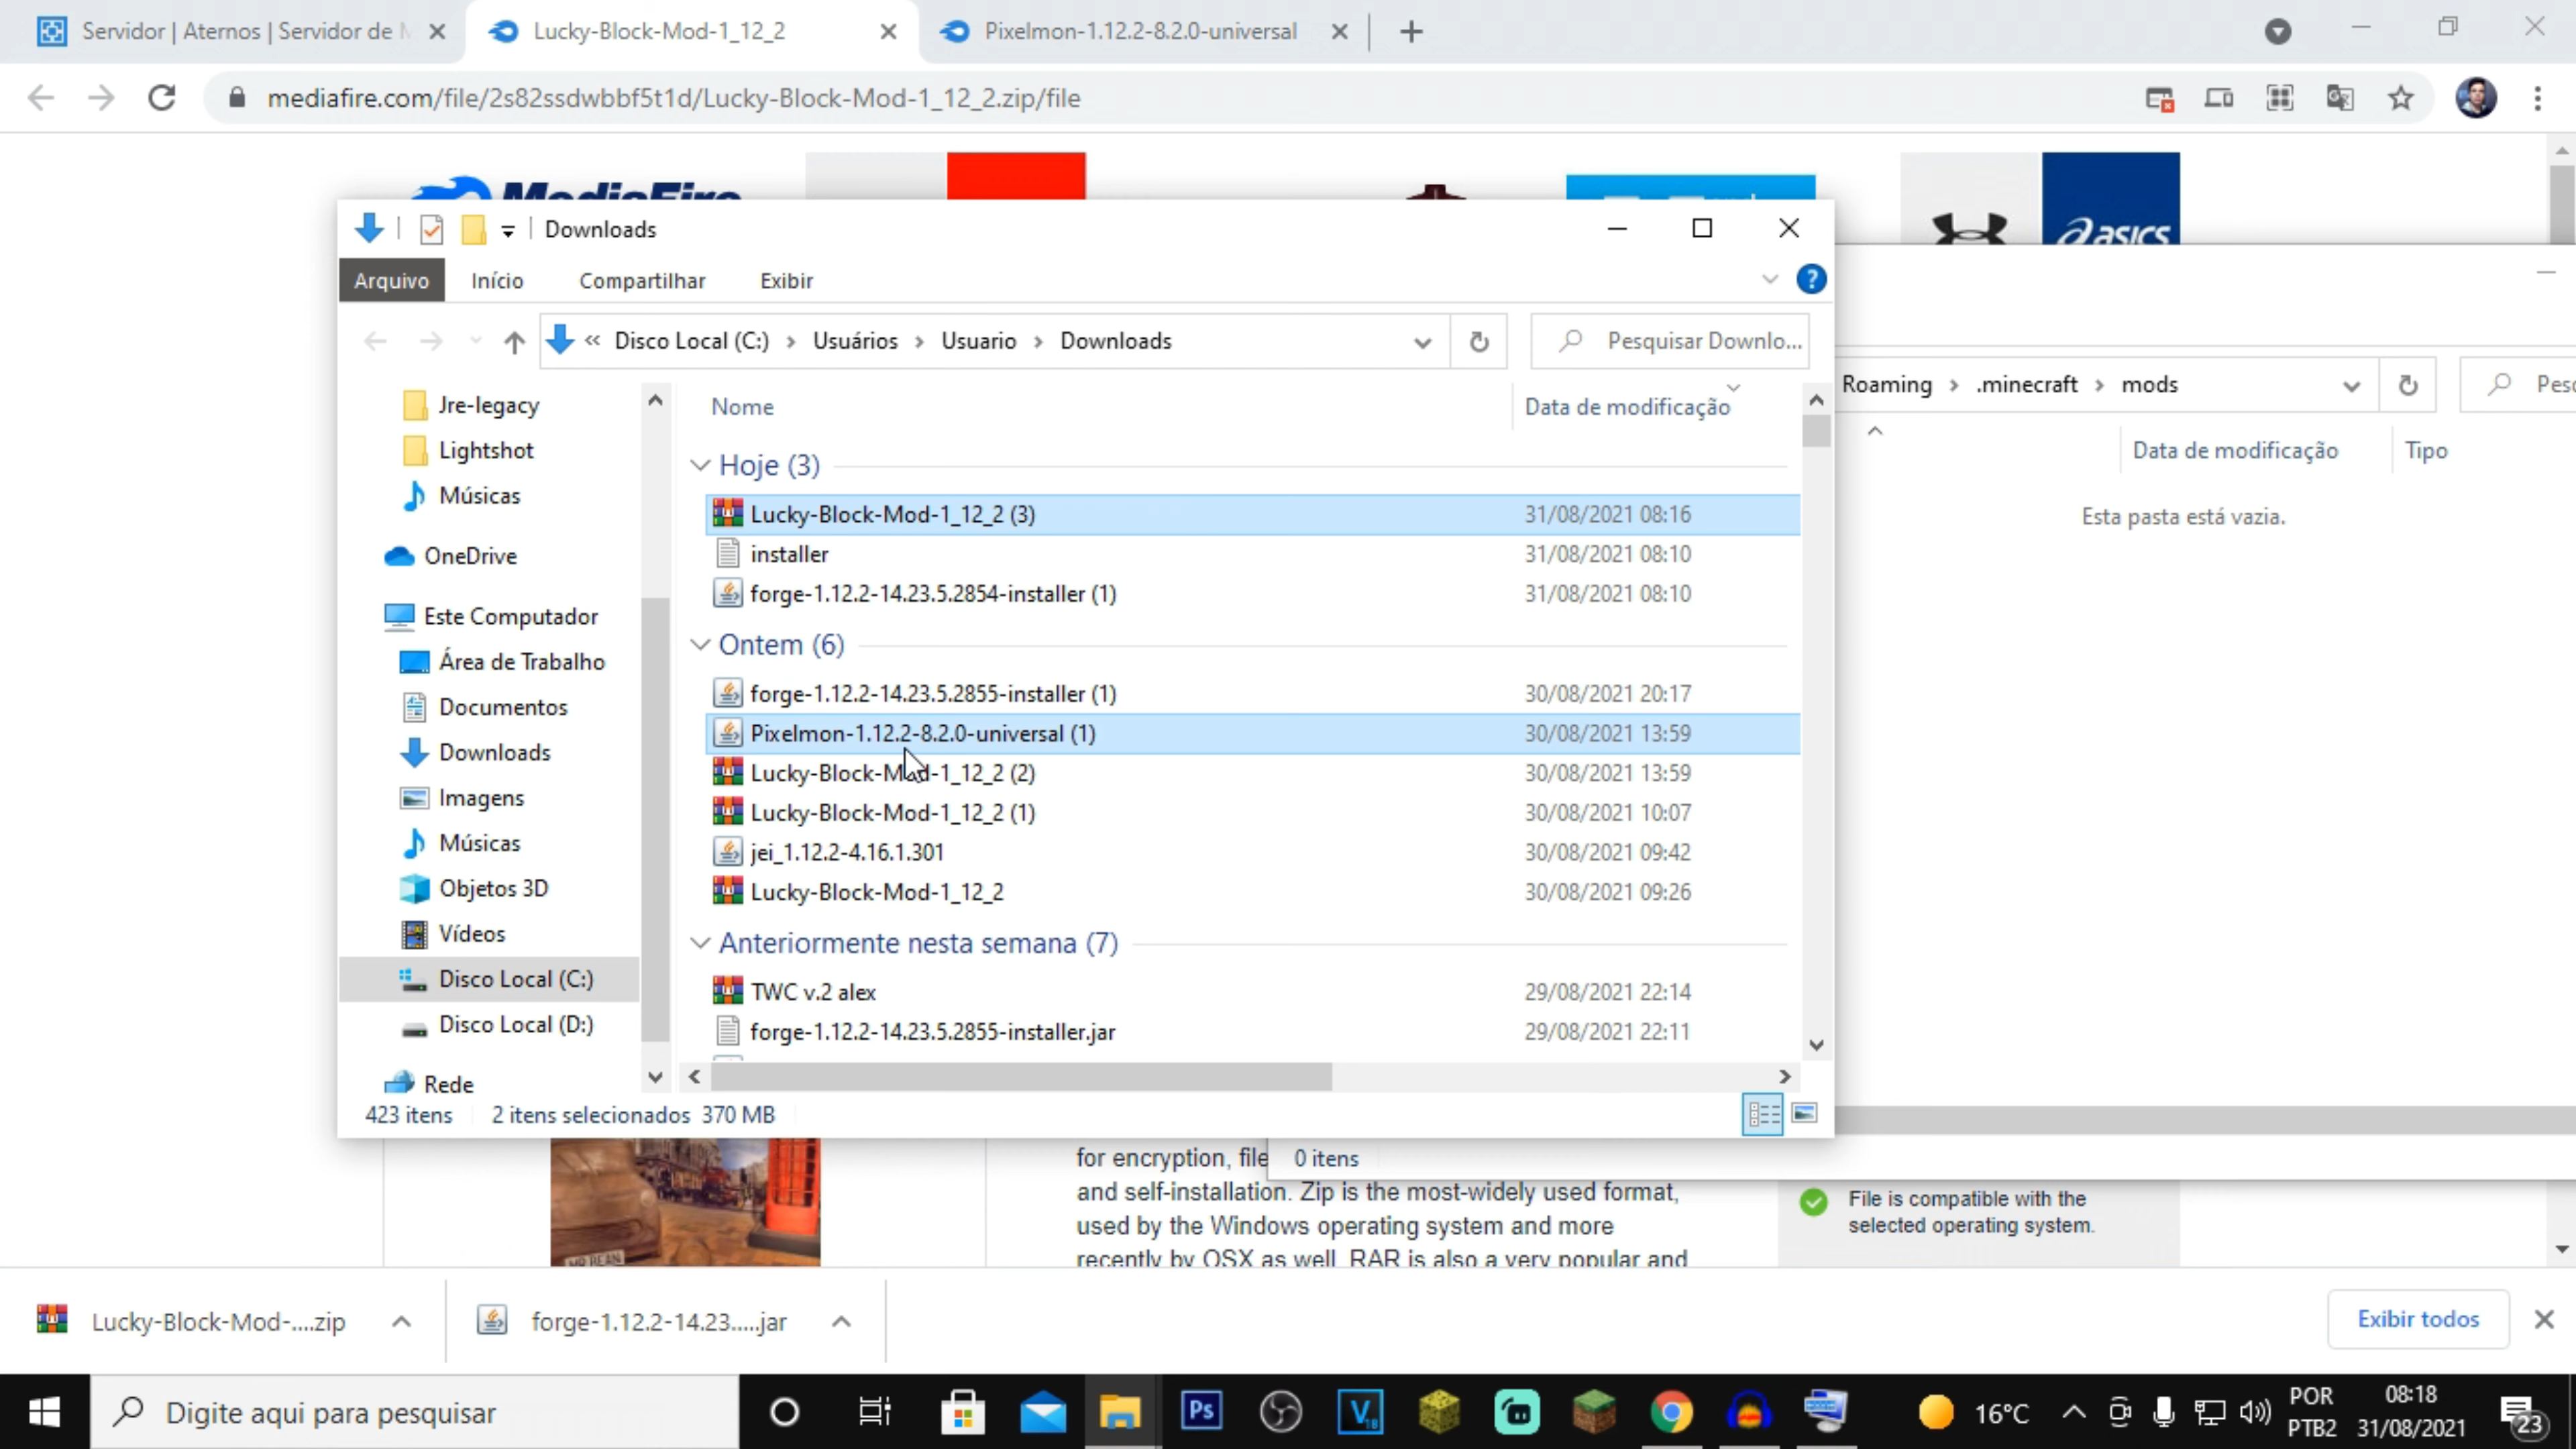 Servidor | Aternos | Servidor de M
Lucky-Block-Mod-1_12_2
Pixelmon-1.12.2-8.2.0-universal
mediafire.com/file/2s82ssdwbbf5t1d/Lucky-Block-Mod-1_12_2.zip/file
MediaFire
asics
Downloads
Arquivo
Início
Compartilhar
Exibir
?
« Disco Local (C:) › Usuários › Usuario › Downloads
Pesquisar Downlo...
Roaming › .minecraft › mods
Pesc
Jre-legacy
Lightshot
Músicas
OneDrive
Este Computador
Área de Trabalho
Documentos
Downloads
Imagens
Músicas
Objetos 3D
Vídeos
Disco Local (C:)
Disco Local (D:)
Rede
Nome Data de modificação
Hoje (3)
Lucky-Block-Mod-1_12_2 (3) 31/08/2021 08:16
installer 31/08/2021 08:10
forge-1.12.2-14.23.5.2854-installer (1) 31/08/2021 08:10
Ontem (6)
forge-1.12.2-14.23.5.2855-installer (1) 30/08/2021 20:17
Pixelmon-1.12.2-8.2.0-universal (1) 30/08/2021 13:59
Lucky-Block-Mod-1_12_2 (2) 30/08/2021 13:59
Lucky-Block-Mod-1_12_2 (1) 30/08/2021 10:07
jei_1.12.2-4.16.1.301 30/08/2021 09:42
Lucky-Block-Mod-1_12_2 30/08/2021 09:26
Anteriormente nesta semana (7)
TWC v.2 alex 29/08/2021 22:14
forge-1.12.2-14.23.5.2855-installer.jar 29/08/2021 22:11
423 itens 2 itens selecionados 370 MB
Data de modificação Tipo
Esta pasta está vazia.
0 itens
MR BEAN
for encryption, file
and self-installation. Zip is the most-widely used format,
used by the Windows operating system and more
recently by OSX as well. RAR is also a very popular and
File is compatible with the
selected operating system.
Lucky-Block-Mod-....zip
forge-1.12.2-14.23.....jar
Exibir todos
Digite aqui para pesquisar
Ps
V
18
16°C
POR
PTB2
08:18
31/08/2021
23